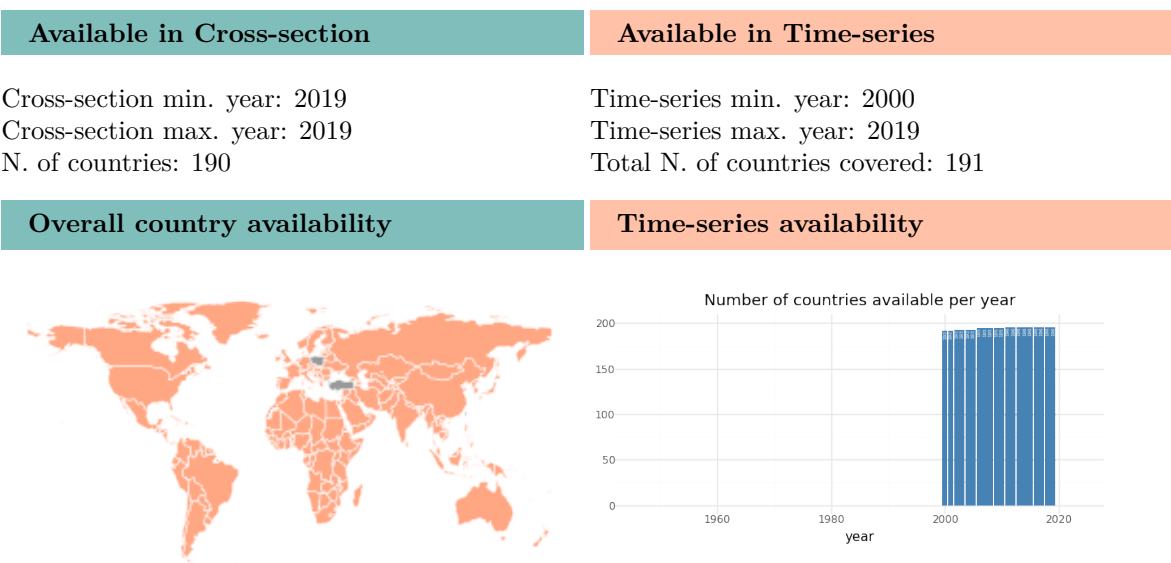 Available in Cross-section
Cross-section min. year: 2019
Cross-section max. year: 2019
N. of countries: 190
Available in Time-series
Time-series min. year: 2000
Time-series max. year: 2019
Total N. of countries covered: 191
Overall country availability
Time-series availability
Number of countries available per year
200
150
100
50
0
1960 1980 2000 2020
year